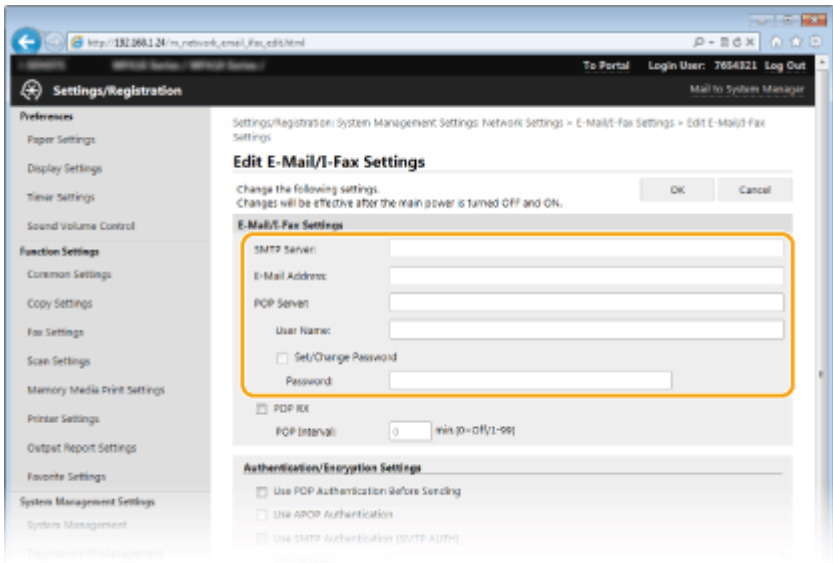 http://192.168.1.24/m_network_email_ifax_edit.html
To Portal Login User: 7654321 Log Out
Settings/Registration
Mail to System Manager
Preferences
Paper Settings
Display Settings
Timer Settings
Sound Volume Control
Function Settings
Common Settings
Copy Settings
Fax Settings
Scan Settings
Memory Media Print Settings
Printer Settings
Output Report Settings
Favorite Settings
System Management Settings
System Management
Department ID Management
Settings/Registration: System Management Settings: Network Settings > E-Mail/I-Fax Settings > Edit E-Mail/I-Fax
Settings
Edit E-Mail/I-Fax Settings
Change the following settings.
Changes will be effective after the main power is turned OFF and ON.
OK Cancel
E-Mail/I-Fax Settings
SMTP Server:
E-Mail Address:
POP Server:
User Name:
Set/Change Password
Password:
POP RX
POP Interval: 0 min.(0=Off/1-99)
Authentication/Encryption Settings
Use POP Authentication Before Sending
Use APOP Authentication
Use SMTP Authentication (SMTP AUTH)